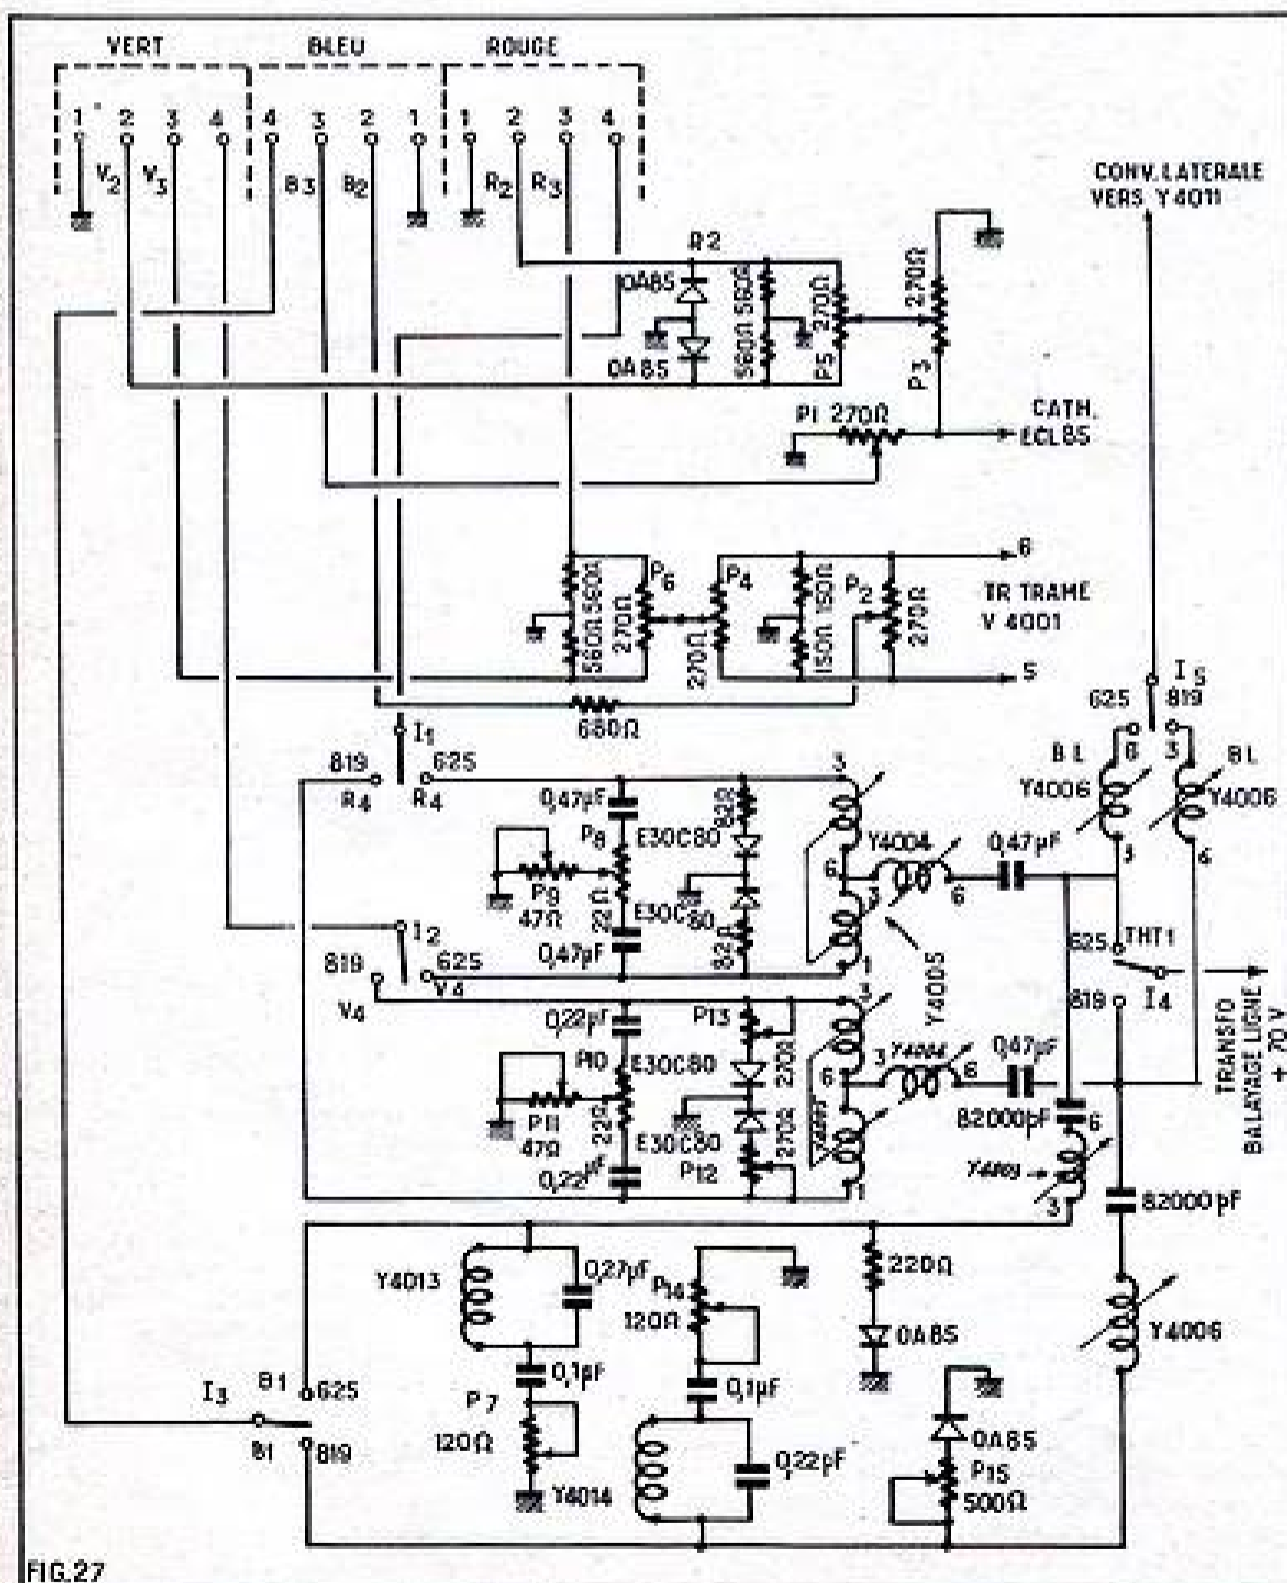 VERT BLEU ROUGE
1 2 3 4 4 3 2 1 1 2 3 4
V2 V3 B3 B2 R2 R3
CONV. LATERALE
VERS Y4011
R2
OA85
OA85
560Ω 560Ω
270Ω
P5
270Ω
P3
P1 270Ω
CATH.
ECL85
6
TR TRAME
V 4001
5
560Ω 560Ω
P6
270Ω
P4
270Ω
150Ω 150Ω
P2
270Ω
680Ω
I1
819 625
R4 R4
I5
625 819
BL 6 3 BL
Y4006 Y4006
3 4
0,47µF
P8
22Ω
P9
47Ω
0,47µF
82Ω
E30C80
E30C80
82Ω
6
Y4004
3 6
0,47µF
Y4005
I2
819 625
V4 V4
625 THT1
819 I4
TRANSFO
BALAYAGE LIGNE
+ 70 V
0,22µF
P10
22Ω
P11
47Ω
0,22µF
P13
270Ω
E30C80
E30C80
270Ω
P12
6
3 6
0,47µF
82000pF
6
3
82000pF
Y4006
Y4013
0,27µF
0,1µF
P7
120Ω
P14
120Ω
0,1µF
Y4014
0,22µF
220Ω
OA85
OA85
P15
500Ω
I3
B1 625
B1 819
FIG.27